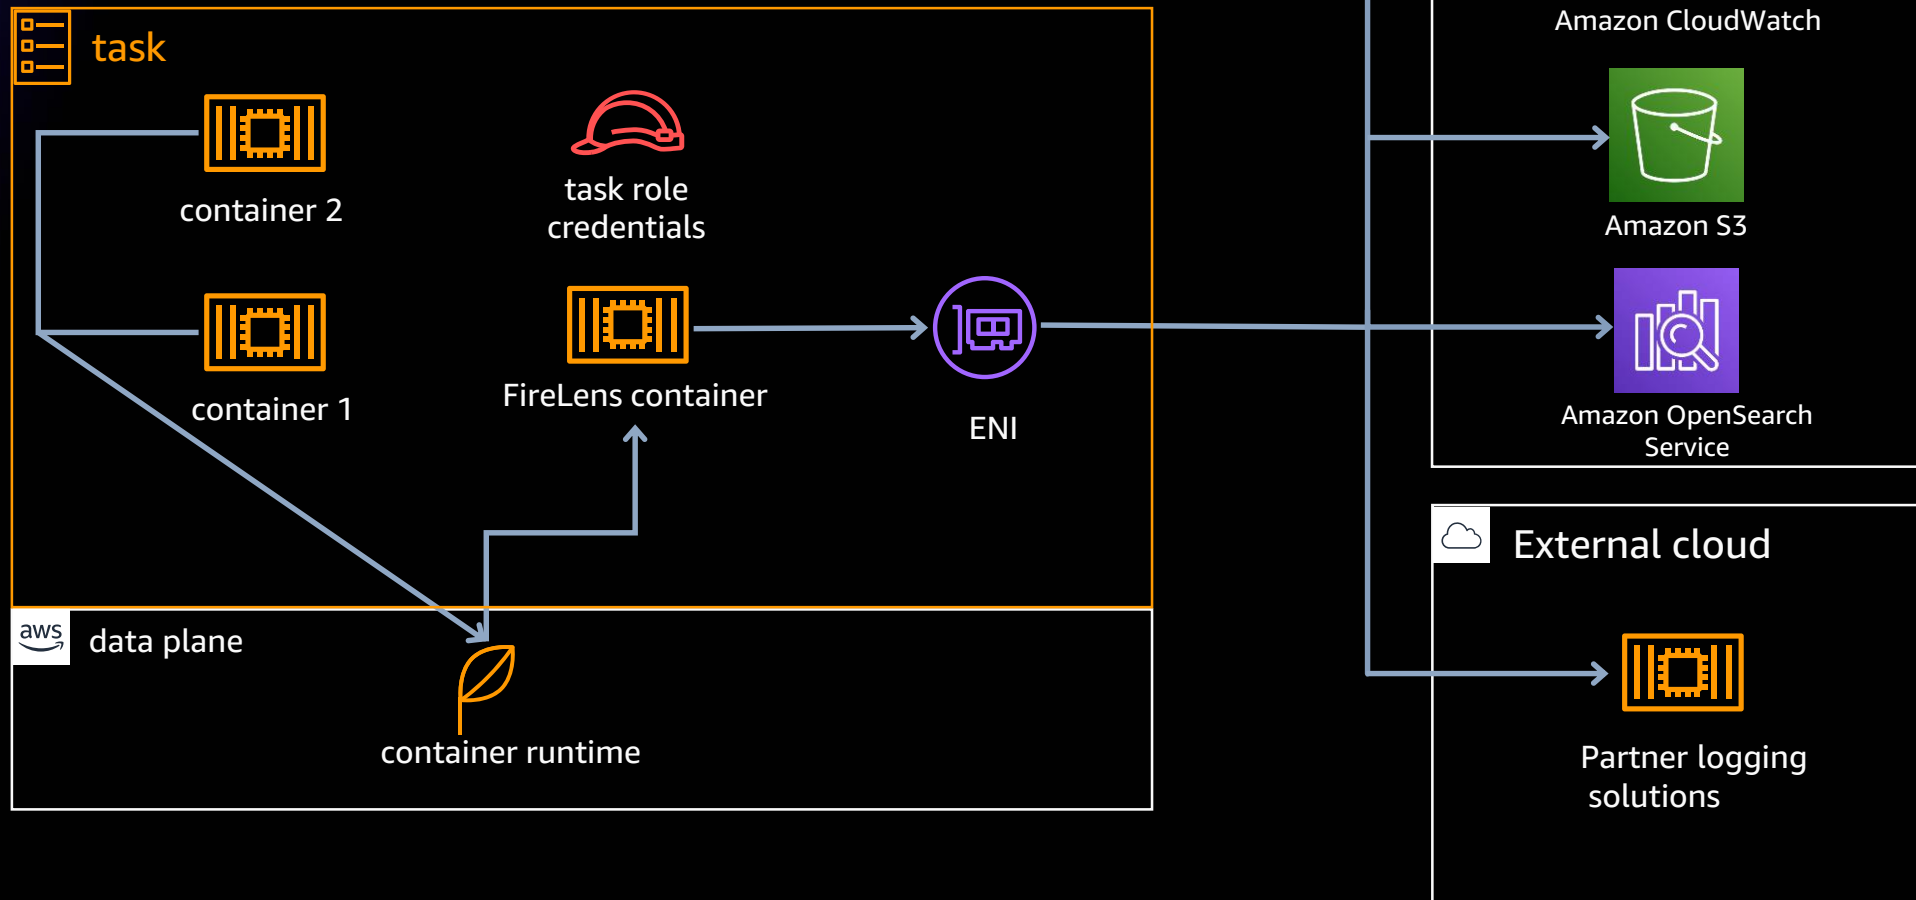 task
container 2
task role
credentials
container 1
FireLens container
ENI
aws
data plane
container runtime
Amazon CloudWatch
Amazon S3
Amazon OpenSearch
Service
External cloud
Partner logging
solutions